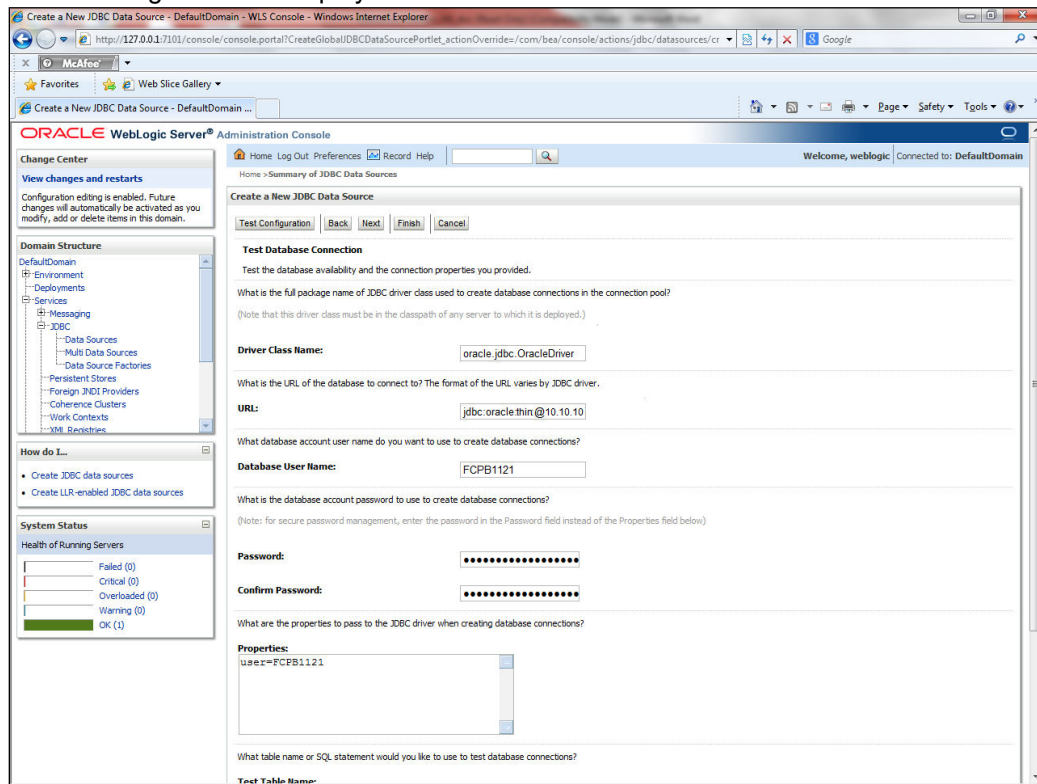 Create a New JDBC Data Source - DefaultDomain - WLS Console - Windows Internet Explorer
http://127.0.0.1:7101/console/console.portal?CreateGlobalJDBCDataSourcePortlet_actionOverride=/com/bea/console/actions/jdbc/datasources/cr
Google
x McAfee
Favorites Web Slice Gallery
Create a New JDBC Data Source - DefaultDomain ...
Page Safety Tools
ORACLE WebLogic Server® Administration Console
Change Center
View changes and restarts
Configuration editing is enabled. Future
changes will automatically be activated as you
modify, add or delete items in this domain.
Domain Structure
DefaultDomain
Environment
Deployments
Services
Messaging
JDBC
Data Sources
Multi Data Sources
Data Source Factories
Persistent Stores
Foreign JNDI Providers
Coherence Clusters
Work Contexts
XML Registries
How do I...
Create JDBC data sources
Create LLR-enabled JDBC data sources
System Status
Health of Running Servers
Failed (0)
Critical (0)
Overloaded (0)
Warning (0)
OK (1)
Home Log Out Preferences Record Help
Welcome, weblogic Connected to: DefaultDomain
Home >Summary of JDBC Data Sources
Create a New JDBC Data Source
Test Configuration Back Next Finish Cancel
Test Database Connection
Test the database availability and the connection properties you provided.
What is the full package name of JDBC driver class used to create database connections in the connection pool?
(Note that this driver class must be in the classpath of any server to which it is deployed.)
Driver Class Name: oracle.jdbc.OracleDriver
What is the URL of the database to connect to? The format of the URL varies by JDBC driver.
URL: jdbc:oracle:thin:@10.10.10
What database account user name do you want to use to create database connections?
Database User Name: FCPB1121
What is the database account password to use to create database connections?
(Note: for secure password management, enter the password in the Password field instead of the Properties field below)
Password: ●●●●●●●●●●●●●●●●●●
Confirm Password: ●●●●●●●●●●●●●●●●●●
What are the properties to pass to the JDBC driver when creating database connections?
Properties:
user=FCPB1121
What table name or SQL statement would you like to use to test database connections?
Test Table Name: